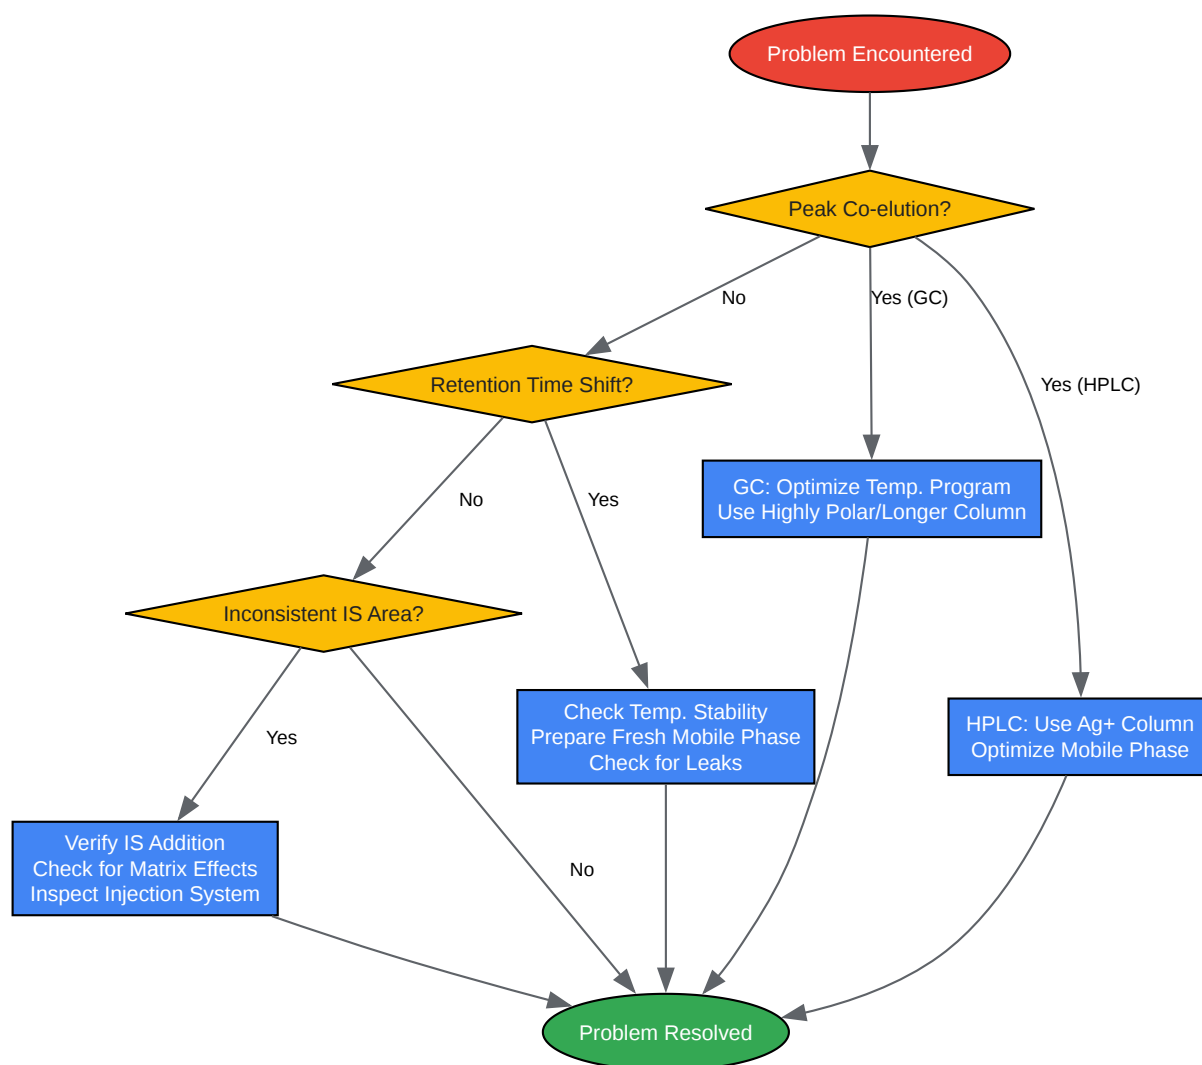 Problem Encountered
Peak Co-elution?
No
Yes (GC)
Yes (HPLC)
Retention Time Shift?
GC: Optimize Temp. Program
Use Highly Polar/Longer Column
No
Yes
Inconsistent IS Area?
Check Temp. Stability
Prepare Fresh Mobile Phase
Check for Leaks
HPLC: Use Ag+ Column
Optimize Mobile Phase
Yes
No
Verify IS Addition
Check for Matrix Effects
Inspect Injection System
Problem Resolved